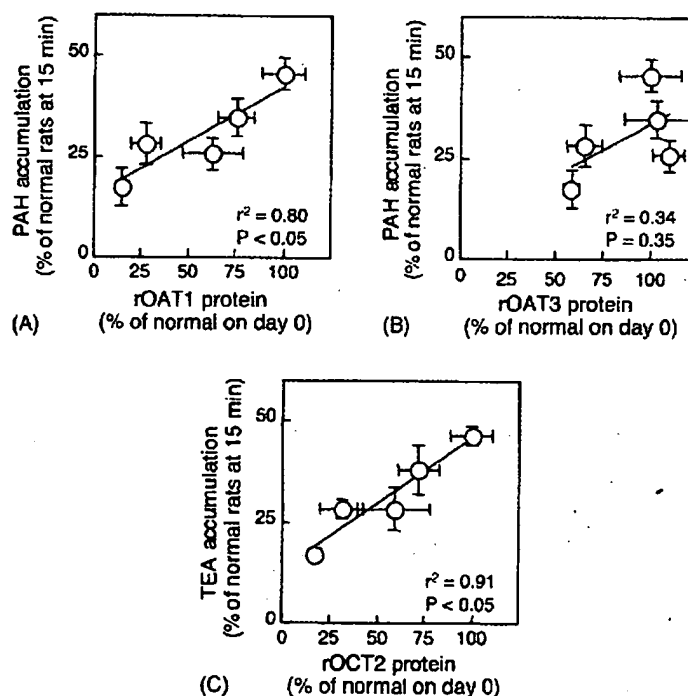 PAH accumulation
(% of normal rats at 15 min)
50
25
0
r² = 0.80
P < 0.05
0 25 50 75 100
rOAT1 protein
(A) (% of normal on day 0)
PAH accumulation
(% of normal rats at 15 min)
50
25
0
r² = 0.34
P = 0.35
0 25 50 75 100
rOAT3 protein
(B) (% of normal on day 0)
TEA accumulation
(% of normal rats at 15 min)
50
25
0
r² = 0.91
P < 0.05
0 25 50 75 100
rOCT2 protein
(C) (% of normal on day 0)